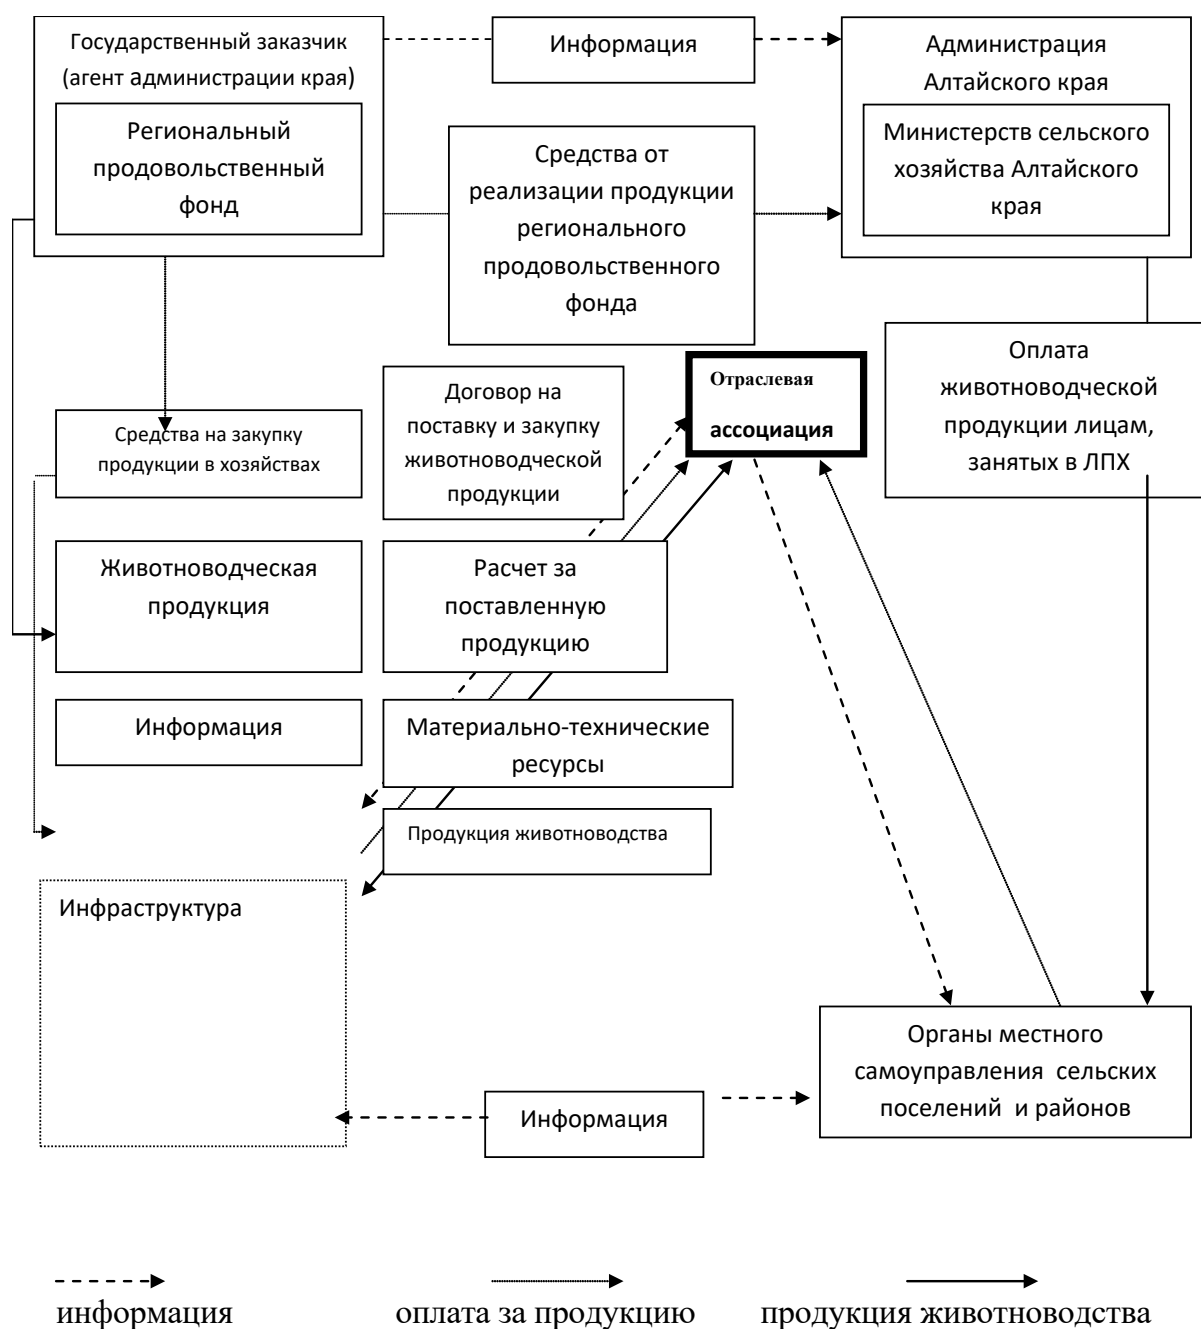 Государственный заказчик
(агент администрации края)
Региональный
продовольственный
фонд
Информация
Администрация
Алтайского края
Министерств сельского
хозяйства Алтайского
края
Средства от
реализации продукции
регионального
продовольственного
фонда
Оплата
животноводческой
продукции лицам,
занятых в ЛПХ
Отраслевая
ассоциация
Договор на
поставку и закупку
животноводческой
продукции
Средства на закупку
продукции в хозяйствах
Животноводческая
продукция
Расчет за
поставленную
продукцию
Информация
Материально-технические
ресурсы
Продукция животноводства
Инфраструктура
Органы местного
самоуправления сельских
поселений и районов
Информация
информация
оплата за продукцию
продукция животноводства